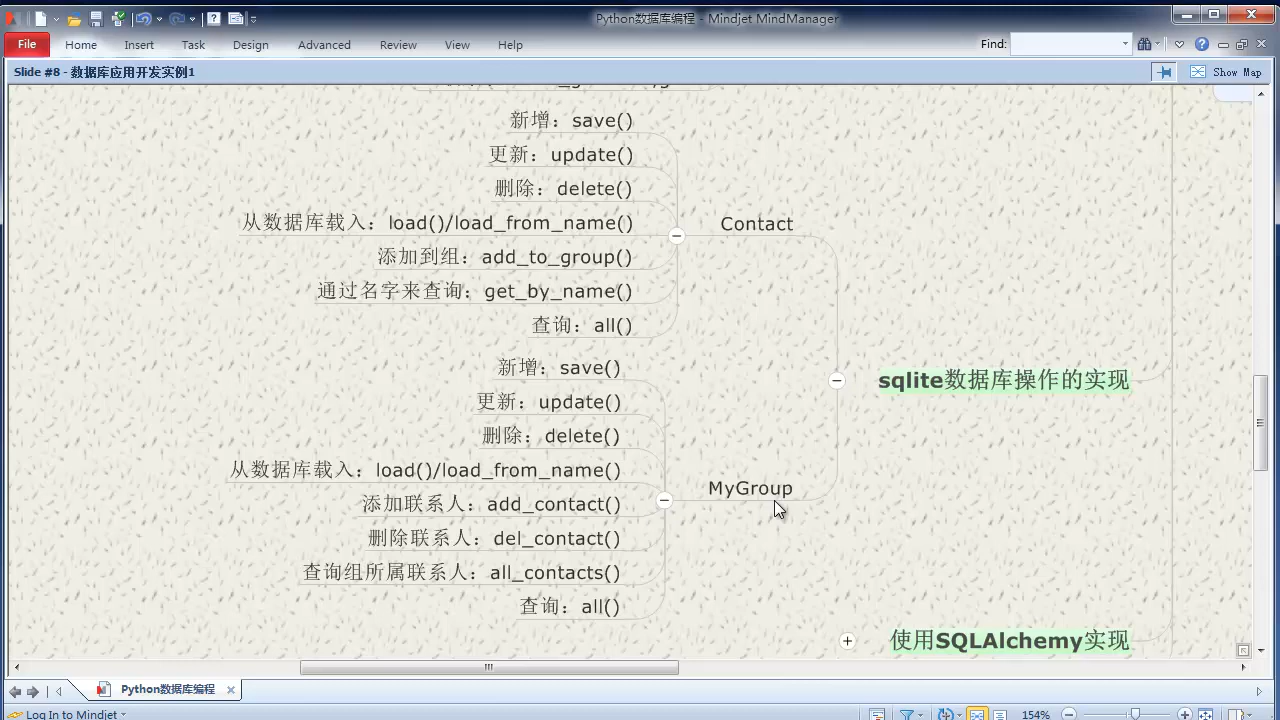 Python数据库编程 - Mindjet MindManager
File Home Insert Task Design Advanced Review View Help Find:
Slide #8 - 数据库应用开发实例1 Show Map
新增：save()
更新：update()
删除：delete()
从数据库载入：load()/load_from_name()
Contact
添加到组：add_to_group()
通过名字来查询：get_by_name()
查询：all()
新增：save()
sqlite数据库操作的实现
更新：update()
删除：delete()
从数据库载入：load()/load_from_name()
MyGroup
添加联系人：add_contact()
删除联系人：del_contact()
查询组所属联系人：all_contacts()
查询：all()
使用SQLAlchemy实现
Python数据库编程
Log In to Mindjet 154%